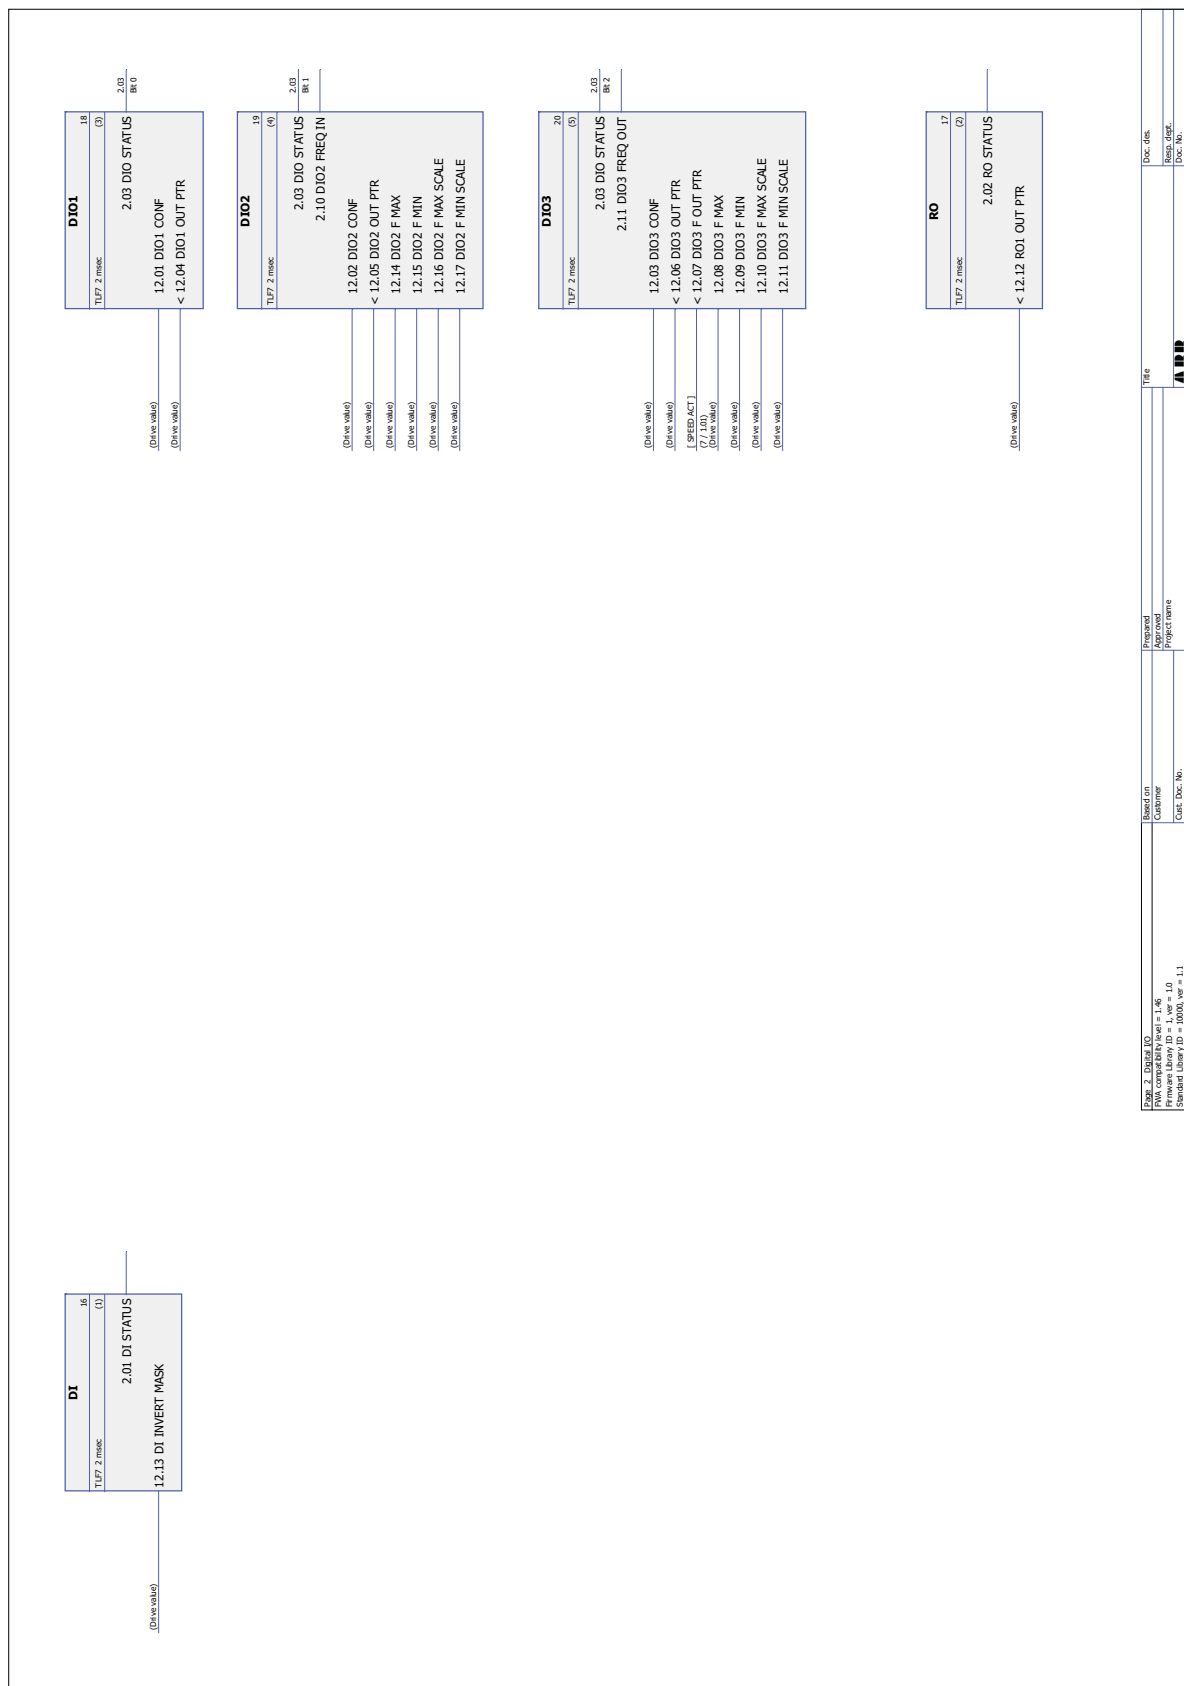 DI
TLF7 2 msec
16
(1)
2.01 DI STATUS
12.13 DI INVERT MASK
(Drive value)
DIO1
TLF7 2 msec
18
(3)
2.03 DIO STATUS
2.03
Bit 0
12.01 DIO1 CONF
< 12.04 DIO1 OUT PTR
(Drive value)
(Drive value)
DIO2
TLF7 2 msec
19
(4)
2.03 DIO STATUS
2.03
Bit 1
2.10 DIO2 FREQ IN
12.02 DIO2 CONF
< 12.05 DIO2 OUT PTR
12.14 DIO2 F MAX
12.15 DIO2 F MIN
12.16 DIO2 F MAX SCALE
12.17 DIO2 F MIN SCALE
(Drive value)
(Drive value)
(Drive value)
(Drive value)
(Drive value)
(Drive value)
DIO3
TLF7 2 msec
20
(5)
2.03 DIO STATUS
2.03
Bit 2
2.11 DIO3 FREQ OUT
12.03 DIO3 CONF
< 12.06 DIO3 OUT PTR
< 12.07 DIO3 F OUT PTR
12.08 DIO3 F MAX
12.09 DIO3 F MIN
12.10 DIO3 F MAX SCALE
12.11 DIO3 F MIN SCALE
(Drive value)
(Drive value)
[ SPEED ACT ]
(7 / 1.01)
(Drive value)
(Drive value)
(Drive value)
(Drive value)
RO
TLF7 2 msec
17
(2)
2.02 RO STATUS
< 12.12 RO1 OUT PTR
(Drive value)
Page 2 Digital I/O
FWA compatibility level = 1.46
Firmware Library ID = 1, ver = 1.0
Standard Library ID = 10000, ver = 1.1
Based on
Customer
Cust. Doc. No.
Prepared
Approved
Project name
Title
ABB
Doc. des.
Resp. dept.
Doc. No.